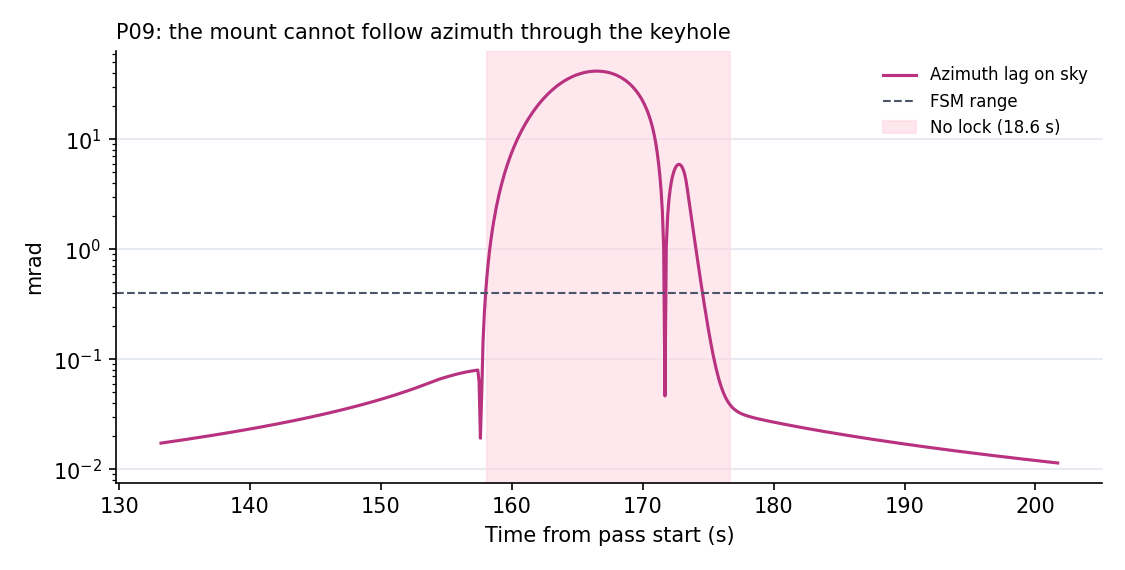 P09: the mount cannot follow azimuth through the keyhole
Azimuth lag on sky
FSM range
No lock (18.6 s)
mrad
10¹
10⁰
10⁻¹
10⁻²
130 140 150 160 170 180 190 200
Time from pass start (s)